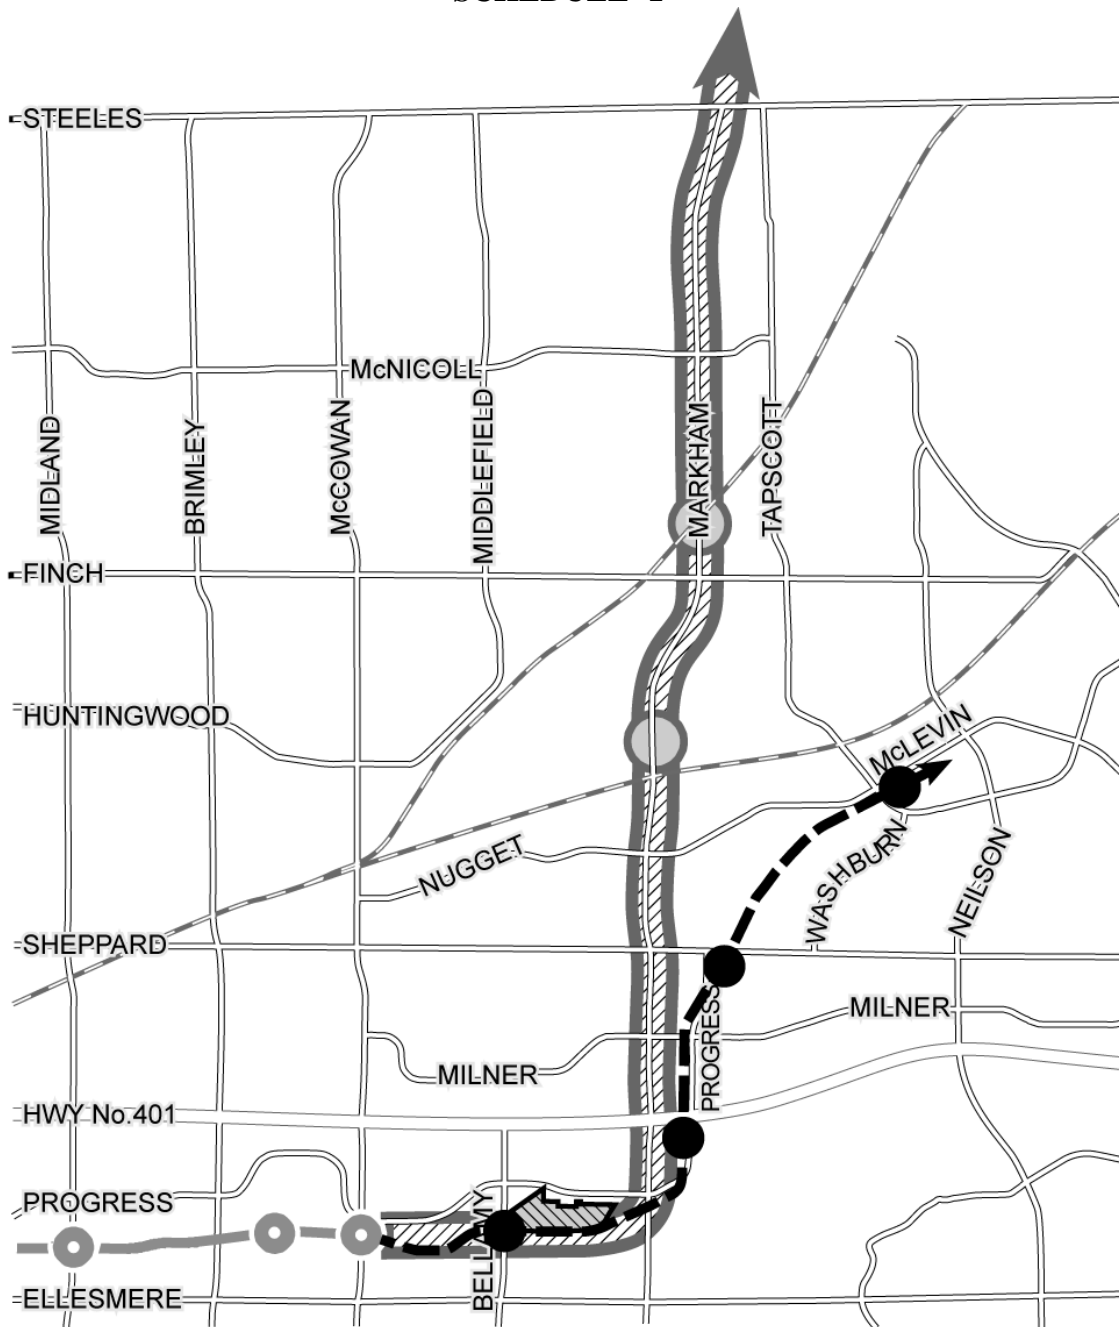 STEELES
McNICOLL
MIDLAND
BRIMLEY
McCOWAN
MIDDLEFIELD
MARKHAM
TAPSCOTT
FINCH
HUNTINGWOOD
McLEVIN
NUGGET
WASHBURN
NEILSON
SHEPPARD
PROGRESS
MILNER
MILNER
HWY No.401
PROGRESS
ELLESMERE